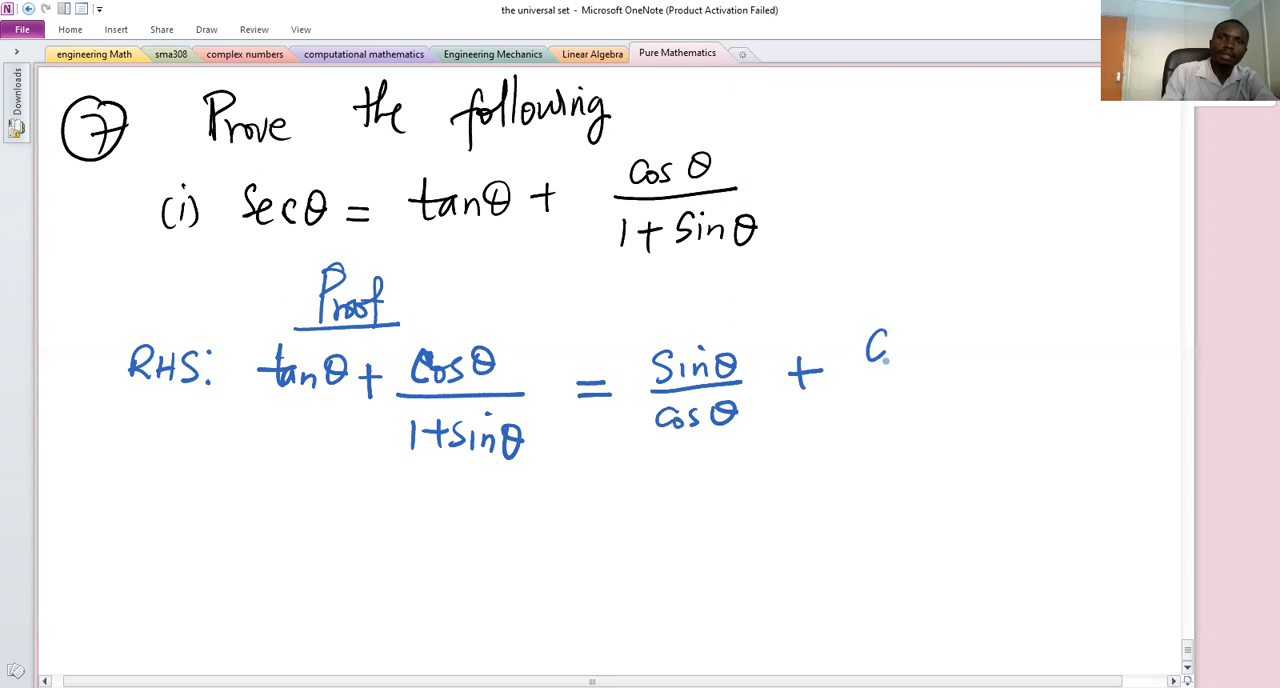 the universal set - Microsoft OneNote (Product Activation Failed)
File Home Insert Share Draw Review View
engineering Math sma308 complex numbers computational mathematics Engineering Mechanics Linear Algebra Pure Mathematics
Downloads
7 Prove the following
(i) Secθ = tanθ + cosθ / 1+Sinθ
Proof
RHS: tanθ + Cosθ / 1+sinθ = Sinθ / cosθ + C